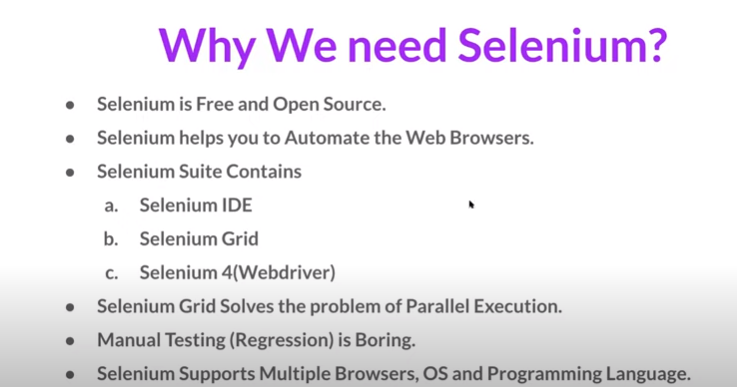 Why We need Selenium?
● Selenium is Free and Open Source.
● Selenium helps you to Automate the Web Browsers.
● Selenium Suite Contains
a. Selenium IDE
b. Selenium Grid
c. Selenium 4(Webdriver)
● Selenium Grid Solves the problem of Parallel Execution.
● Manual Testing (Regression) is Boring.
● Selenium Supports Multiple Browsers, OS and Programming Language.